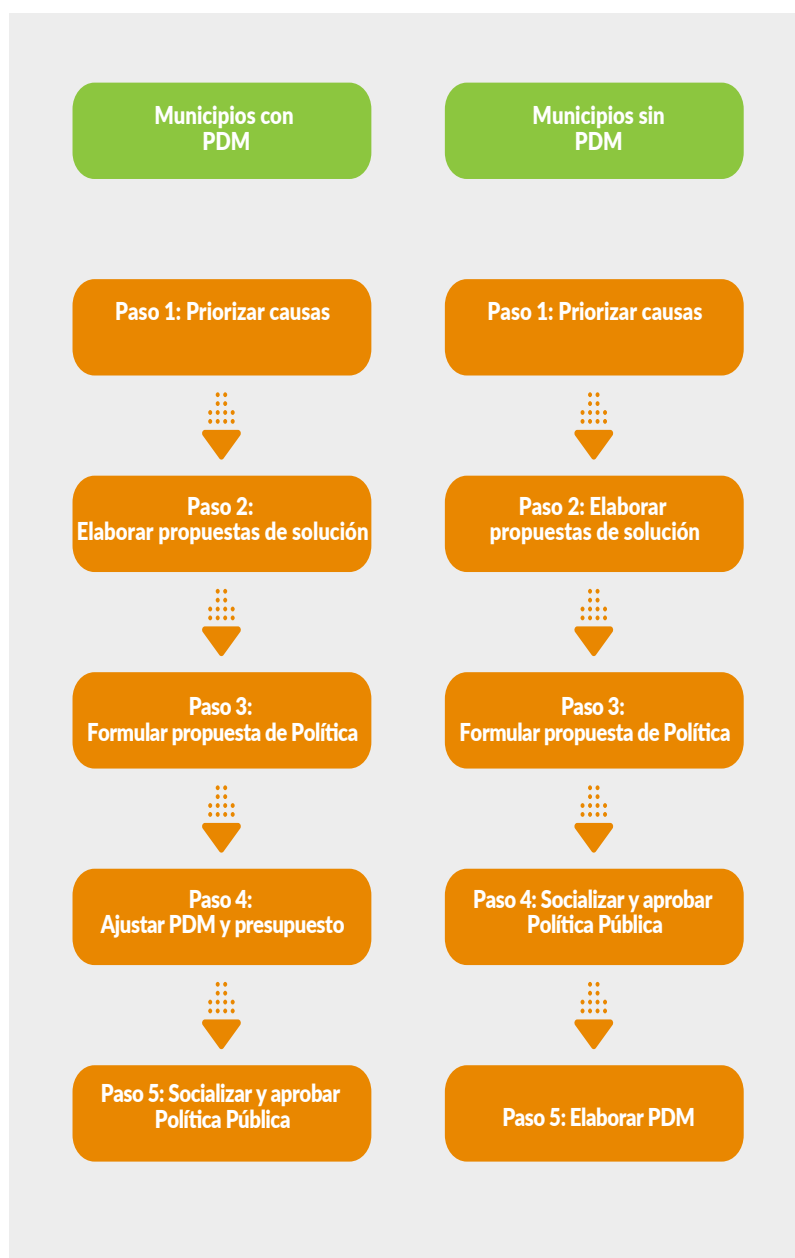 Municipios con
PDM
Municipios sin
PDM
Paso 1: Priorizar causas
Paso 1: Priorizar causas
Paso 2:
Elaborar propuestas de solución
Paso 2: Elaborar
propuestas de solución
Paso 3:
Formular propuesta de Política
Paso 3:
Formular propuesta de Política
Paso 4:
Ajustar PDM y presupuesto
Paso 4: Socializar y aprobar
Política Pública
Paso 5: Socializar y aprobar
Política Pública
Paso 5: Elaborar PDM